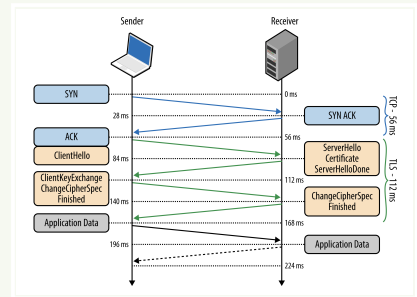 Sender
Receiver
SYN
0 ms
28 ms
SYN ACK
TCP - 56 ms
ACK
56 ms
ClientHello
84 ms
ServerHello
Certificate
ServerHelloDone
TLS - 112 ms
ClientKeyExchange
ChangeCipherSpec
Finished
112 ms
140 ms
ChangeCipherSpec
Finished
Application Data
168 ms
196 ms
Application Data
224 ms